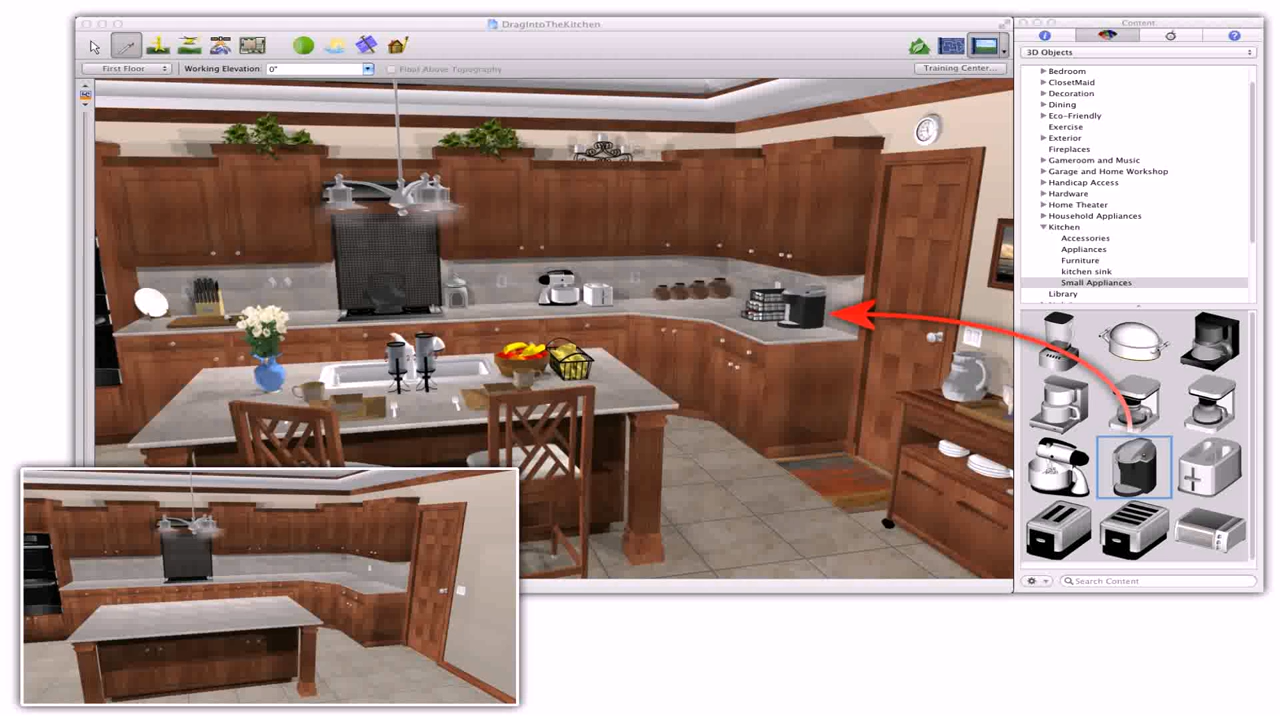 DragIntoTheKitchen
First Floor
Working Elevation: 0"
Float Above Topography
Training Center...
Content
3D Objects
Bedroom
ClosetMaid
Decoration
Dining
Eco-Friendly
Exercise
Exterior
Fireplaces
Gameroom and Music
Garage and Home Workshop
Handicap Access
Hardware
Home Theater
Household Appliances
Kitchen
Accessories
Appliances
Furniture
kitchen sink
Small Appliances
Library
Search Content